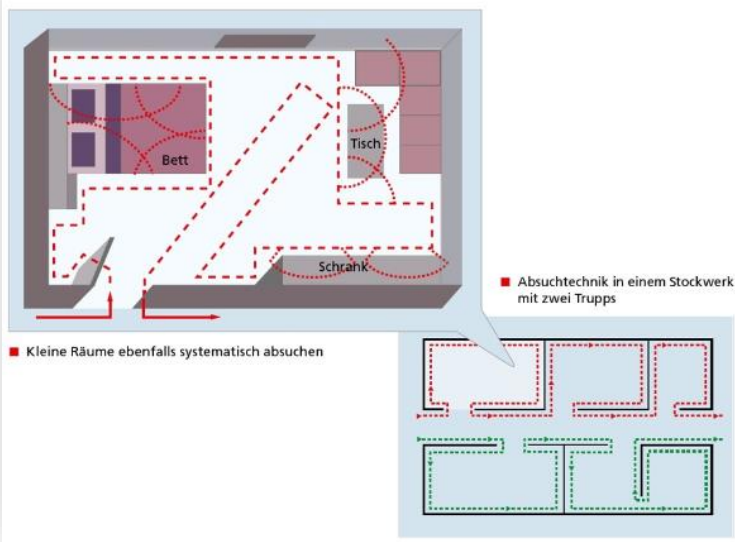 Bett
Tisch
Schrank
■ Absuchtechnik in einem Stockwerk
mit zwei Trupps
■ Kleine Räume ebenfalls systematisch absuchen